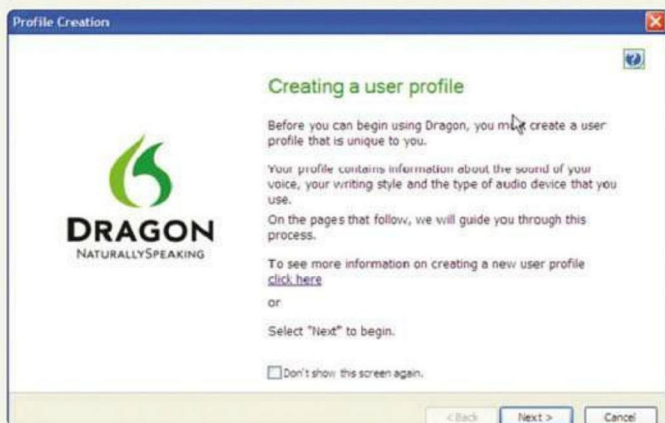 Profile Creation
Creating a user profile
Before you can begin using Dragon, you must create a user
profile that is unique to you.
Your profile contains information about the sound of your
voice, your writing style and the type of audio device that you
use.
On the pages that follow, we will guide you through this
process.
To see more information on creating a new user profile
click here
or
Select "Next" to begin.
Don't show this screen again.
DRAGON
NATURALLYSPEAKING
< Back
Next >
Cancel